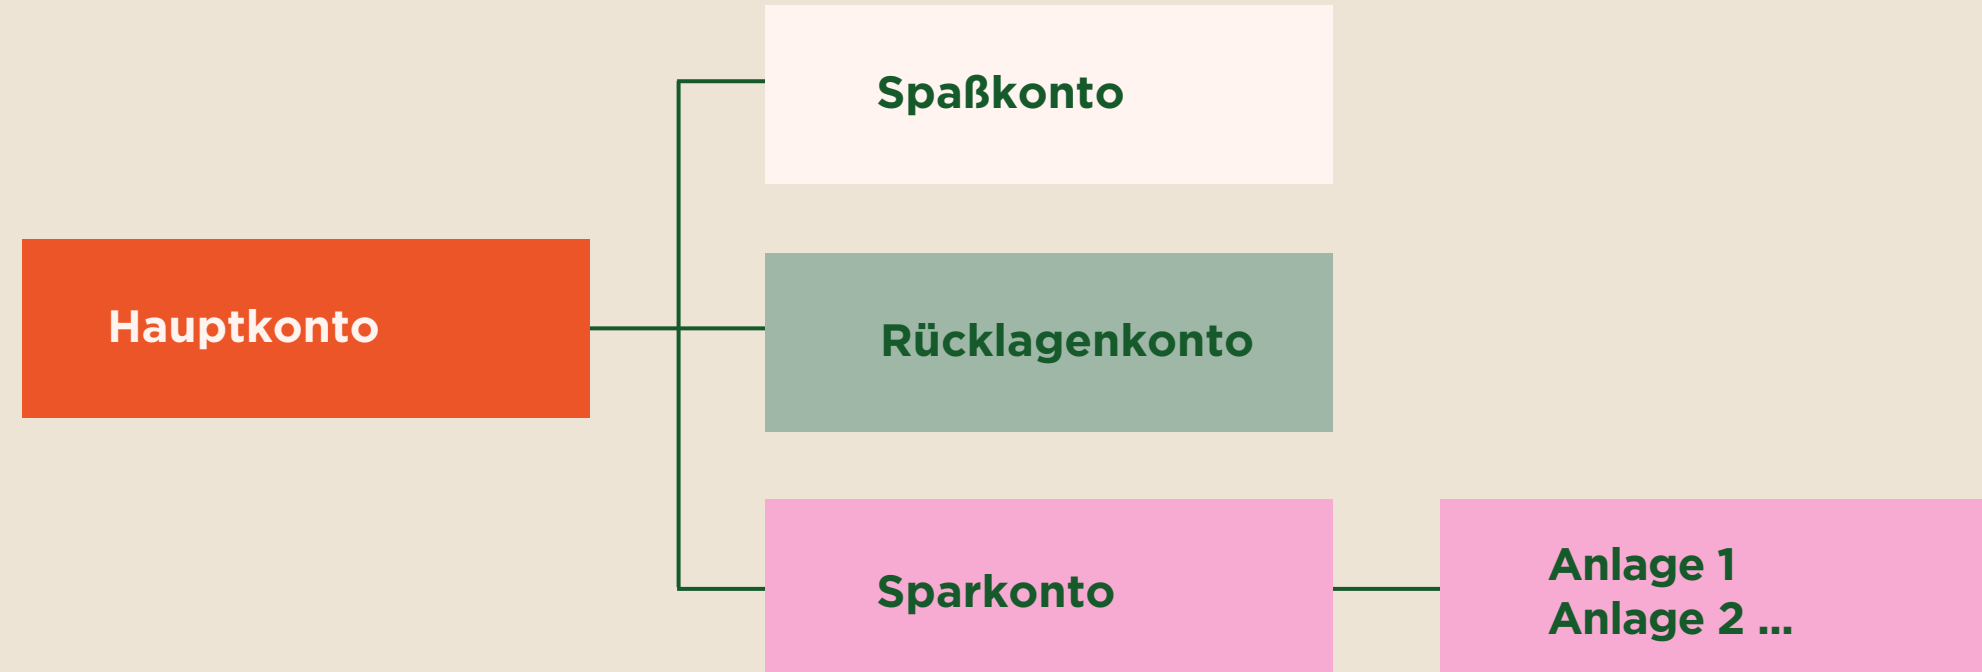 Spaßkonto
Hauptkonto
Rücklagenkonto
Sparkonto
Anlage 1
Anlage 2 ...